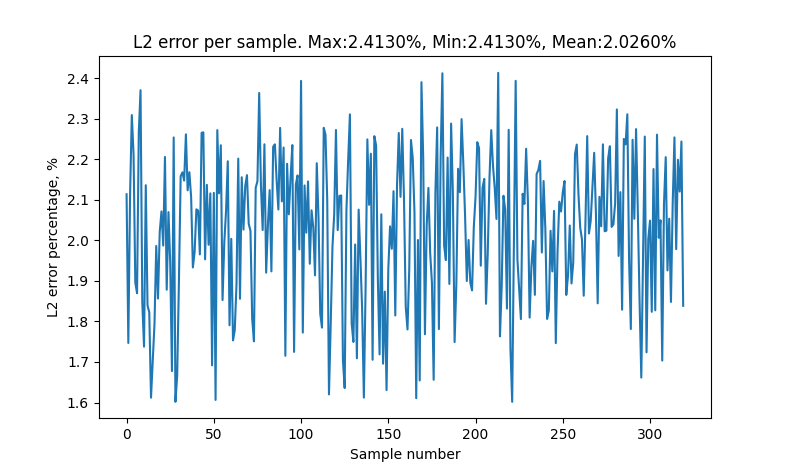 L2 error per sample. Max:2.4130%, Min:2.4130%, Mean:2.0260%
2.4
2.3
2.2
2.1
2.0
1.9
1.8
1.7
1.6
L2 error percentage, %
0 50 100 150 200 250 300
Sample number